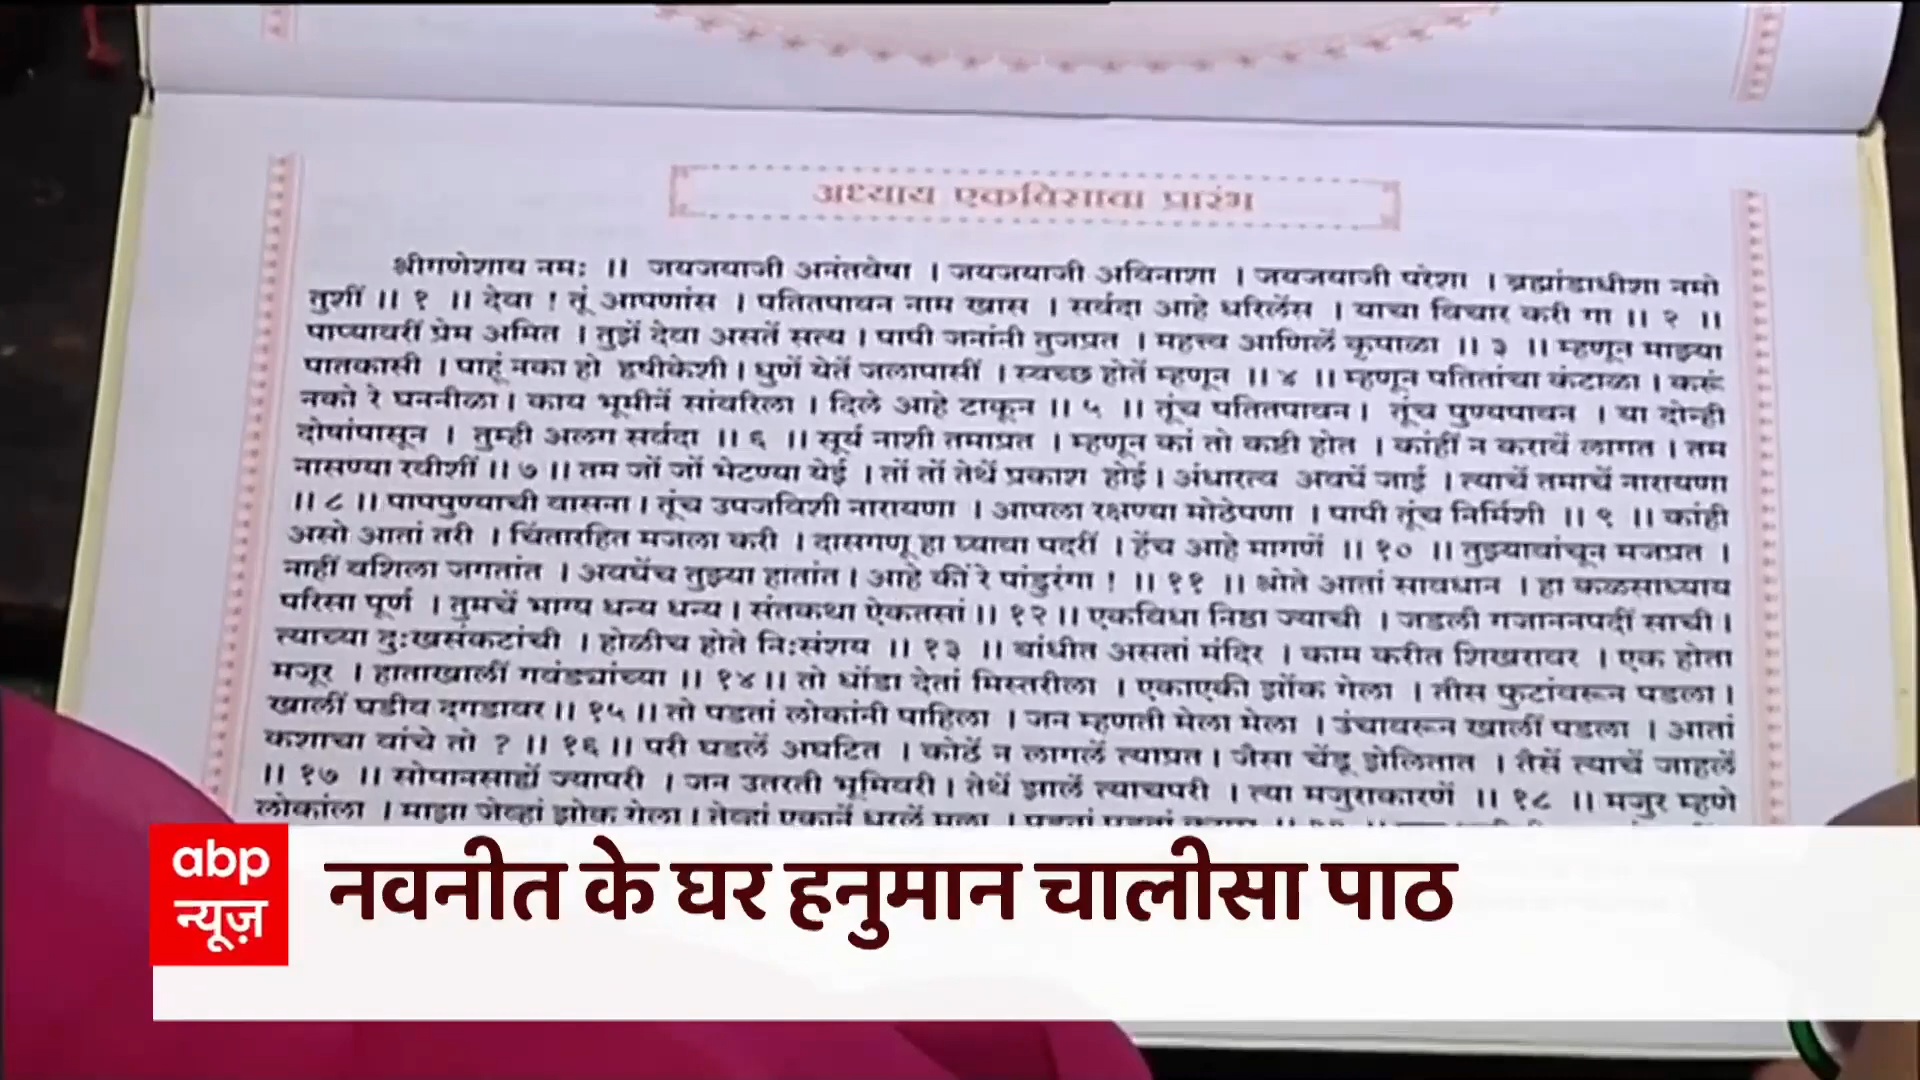 अध्याय एकविसावा प्रारंभ
श्रीगणेशाय नमः ।। जयजयाजी अनंतवेषा । जयजयाजी अविनाशा । जयजयाजी परेशा । ब्रह्मांडाधीशा नमो
तुशीं ।। १ ।। देवा ! तूं आपणांस । पतितपावन नाम खास । सर्वदा आहे धरिलेंस । याचा विचार करी गा ।। २ ।।
पाप्यावरीं प्रेम अमित । तुझें देवा असतें सत्य । पापी जनांनी तुजप्रत । महत्त्व आणिलें कृपाळा ।। ३ ।। म्हणून माझ्या
पातकासी । पाहूं नका हो हृषीकेशी । धुणें येतें जलापासीं । स्वच्छ होतें म्हणून ।। ४ ।। म्हणून पतितांचा कंटाळा । करूं
नको रे घननीळा । काय भूमीनें सांवरिला । दिले आहे टाकून ।। ५ ।। तूंच पतितपावन । तूंच पुण्यपावन । या दोन्ही
दोषांपासून । तुम्ही अलग सर्वदा ।। ६ ।। सूर्य नाशी तमाप्रत । म्हणून कां तो कष्टी होत । कांहीं न करावें लागत । तम
नासण्या रवीशीं ।। ७ ।। तम जों जों भेटण्या येई । तों तों तेथें प्रकाश होई । अंधारत्व अवघें जाई । त्याचें तमाचें नारायणा
।। ८ ।। पापपुण्याची वासना । तूंच उपजविशी नारायणा । आपला रक्षण्या मोठेपणा । पापी तूंच निर्मिशी ।। ९ ।। कांही
असो आतां तरी । चिंतारहित मजला करी । दासगणू हा घ्यावा पदरीं । हेंच आहे मागणें ।। १० ।। तुझ्यावांचून मजप्रत ।
नाहीं वशिला जगतांत । अवघेंच तुझ्या हातांत । आहे कीं रे पांडुरंगा ! ।। ११ ।। श्रोते आतां सावधान । हा कळसाध्याय
परिसा पूर्ण । तुमचें भाग्य धन्य धन्य । संतकथा ऐकतसां ।। १२ ।। एकविधा निष्ठा ज्याची । जडली गजाननपदीं साची ।
त्याच्या दुःखसंकटांची । होळीच होते निःसंशय ।। १३ ।। बांधीत असतां मंदिर । काम करीत शिखरावर । एक होता
मजूर । हाताखालीं गवंड्यांच्या ।। १४ ।। तो धोंडा देतां मिस्तरीला । एकाएकी झोंक गेला । तीस फुटांवरून पडला ।
खालीं घडीव दगडावर ।। १५ ।। तो पडतां लोकांनी पाहिला । जन म्हणती मेला मेला । उंचावरून खालीं पडला । आतां
कशाचा वांचे तो ? ।। १६ ।। परी घडलें अघटित । कोठें न लागलें त्याप्रत । जैसा चेंडू झेलितात । तैसें त्याचें जाहलें
।। १७ ।। सोपानसाह्यें ज्यापरी । जन उतरती भूमिवरी । तेथें झालें त्याचपरी । त्या मजुराकारणें ।। १८ ।। मजुर म्हणे
लोकांला । माझा जेव्हां झोक गेला । तेव्हां एकानें धरलें मला ।
abp
न्यूज़
नवनीत के घर हनुमान चालीसा पाठ